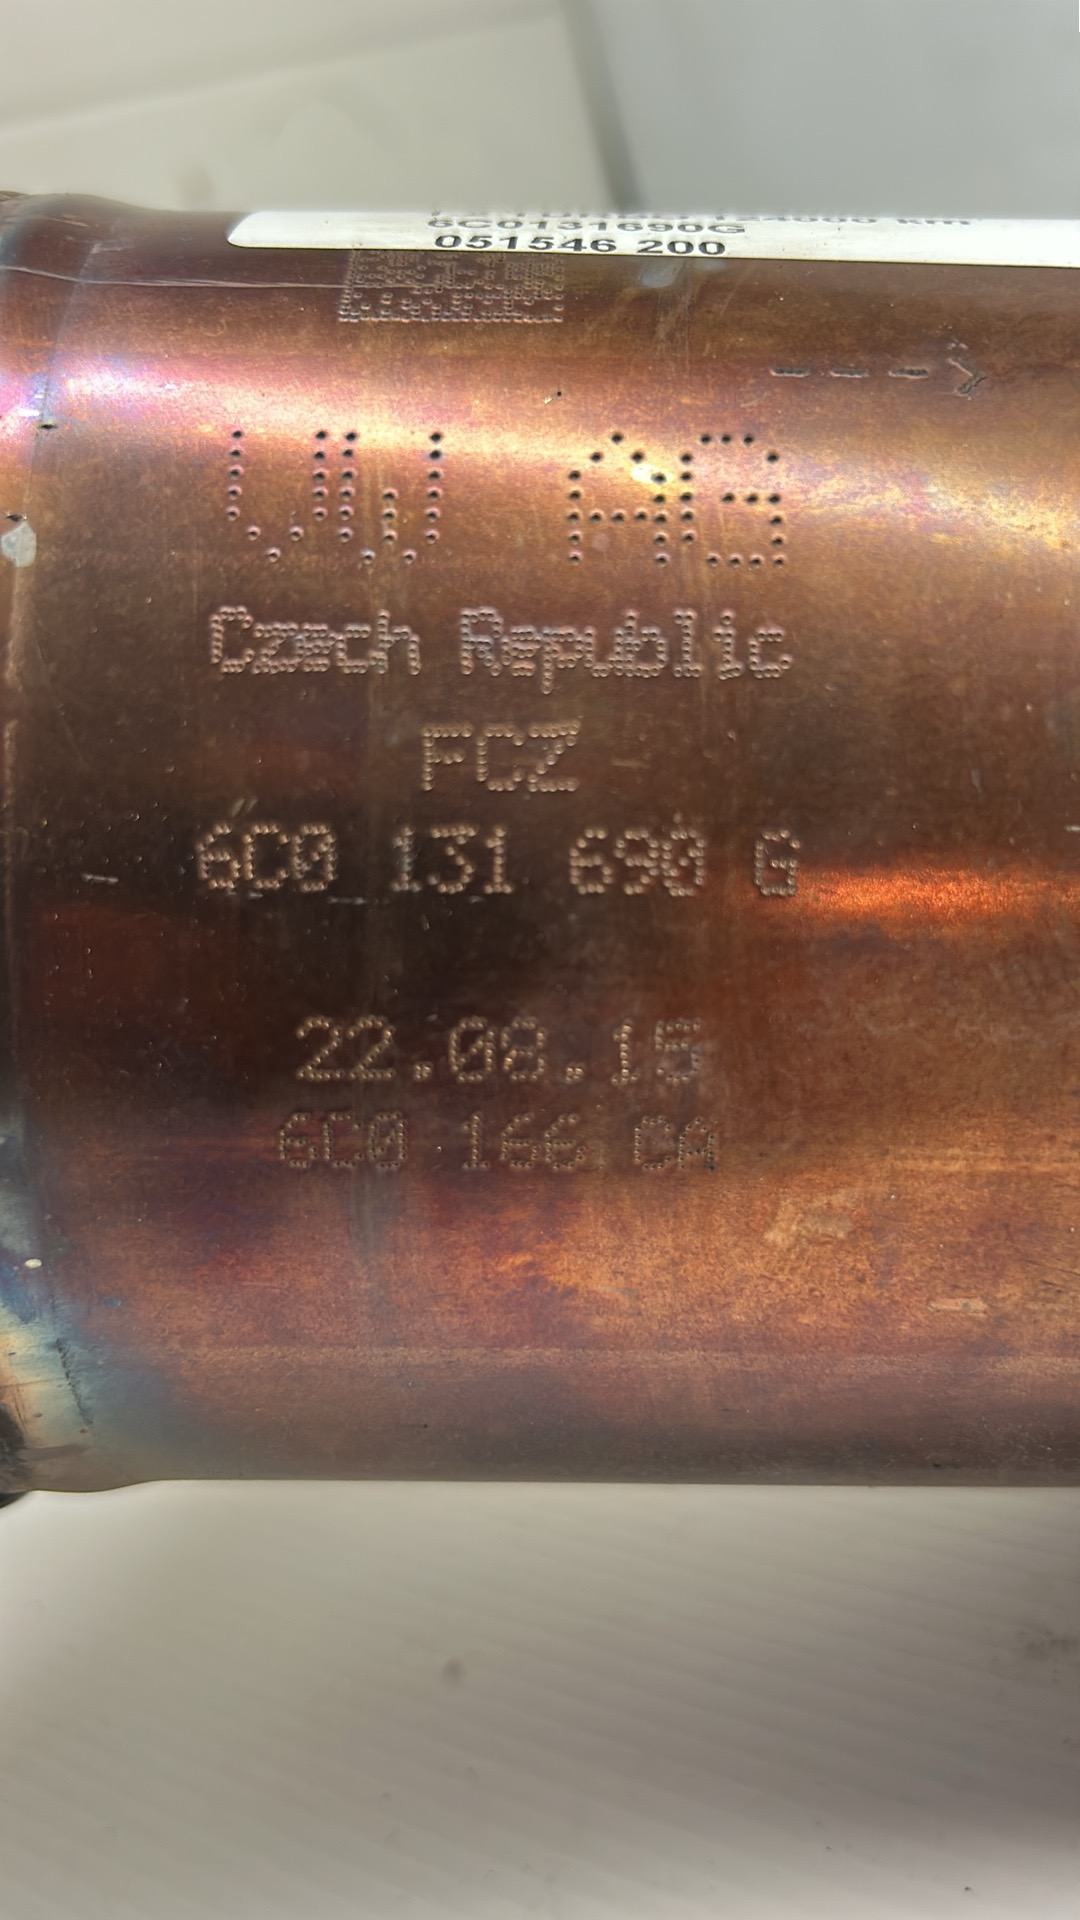 6C0131690G
051546 200
VW AG
Czech Republic
FCZ
6C0 131 690 G
22.08.15
6C0 166 CA